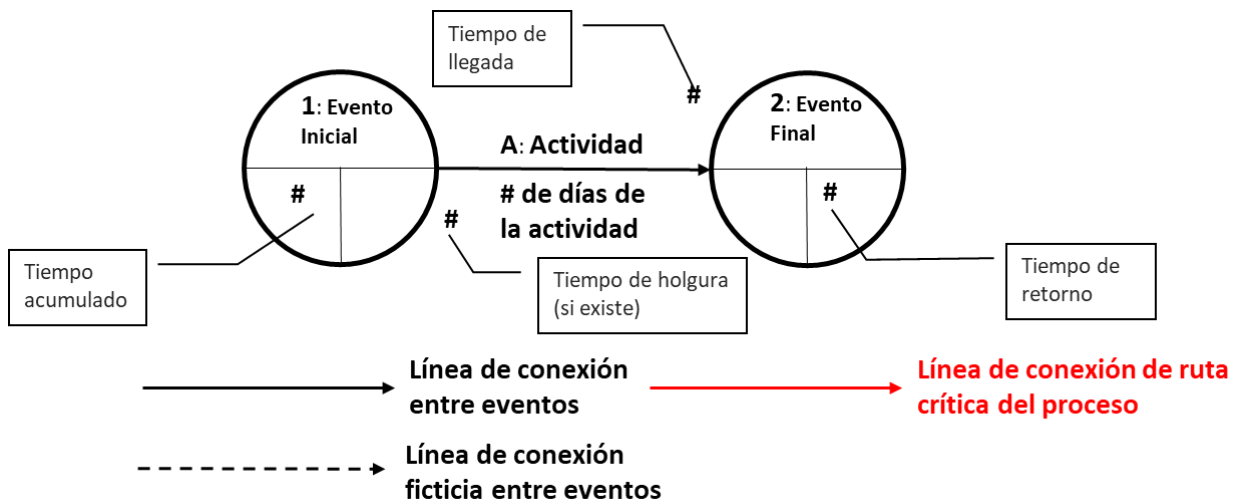 Tiempo de
llegada
#
1: Evento
Inicial
2: Evento
Final
A: Actividad
#
# de días de
la actividad
#
#
Tiempo
acumulado
Tiempo de holgura
(si existe)
Tiempo de
retorno
Línea de conexión
entre eventos
Línea de conexión de ruta
crítica del proceso
Línea de conexión
ficticia entre eventos